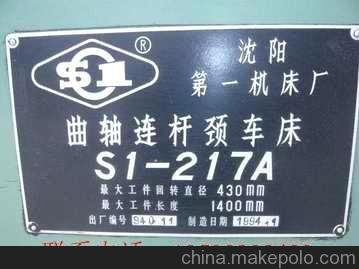 S1
®
沈阳
第一机床厂
曲轴连杆颈车床
S1-217A
最大工件回转直径 430mm
最大工件长度 1400mm
出厂编号 制造日期 1994.
1688.com